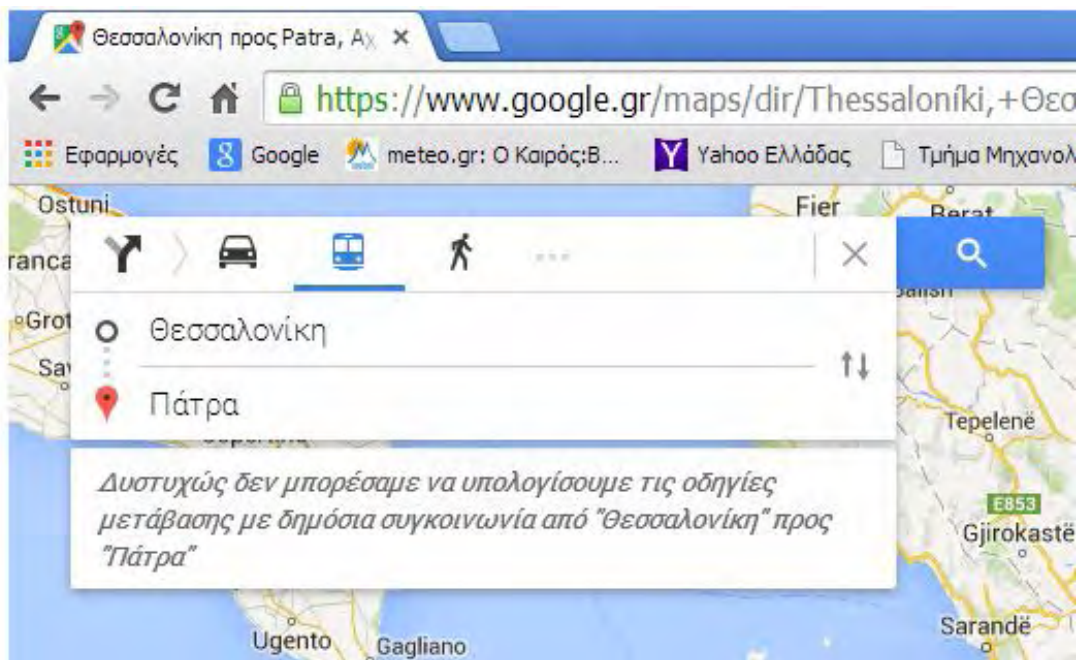 Θεσσαλονίκη προς Patra, Αχ
https://www.google.gr/maps/dir/Thessaloníki,+Θεσ
Εφαρμογές Google meteo.gr: Ο Καιρός:Β... Yahoo Ελλάδας Τμήμα Μηχανολ
Ostuni
Fier
Berat
ranca
Grot
Θεσσαλονίκη
Sav
Πάτρα
Tepelenë
Δυστυχώς δεν μπορέσαμε να υπολογίσουμε τις οδηγίες
μετάβασης με δημόσια συγκοινωνία από "Θεσσαλονίκη" προς
"Πάτρα"
E853
Gjirokastë
Sarandë
Ugento
Gagliano